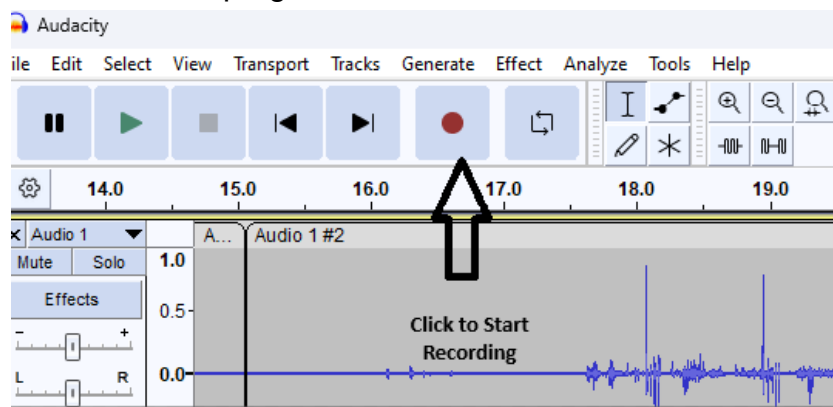 Audacity
ile Edit Select View Transport Tracks Generate Effect Analyze Tools Help
14.0 15.0 16.0 17.0 18.0 19.0
× Audio 1 A... Audio 1 #2
Mute Solo 1.0
Effects 0.5-
- +
Click to Start
Recording
L R 0.0-